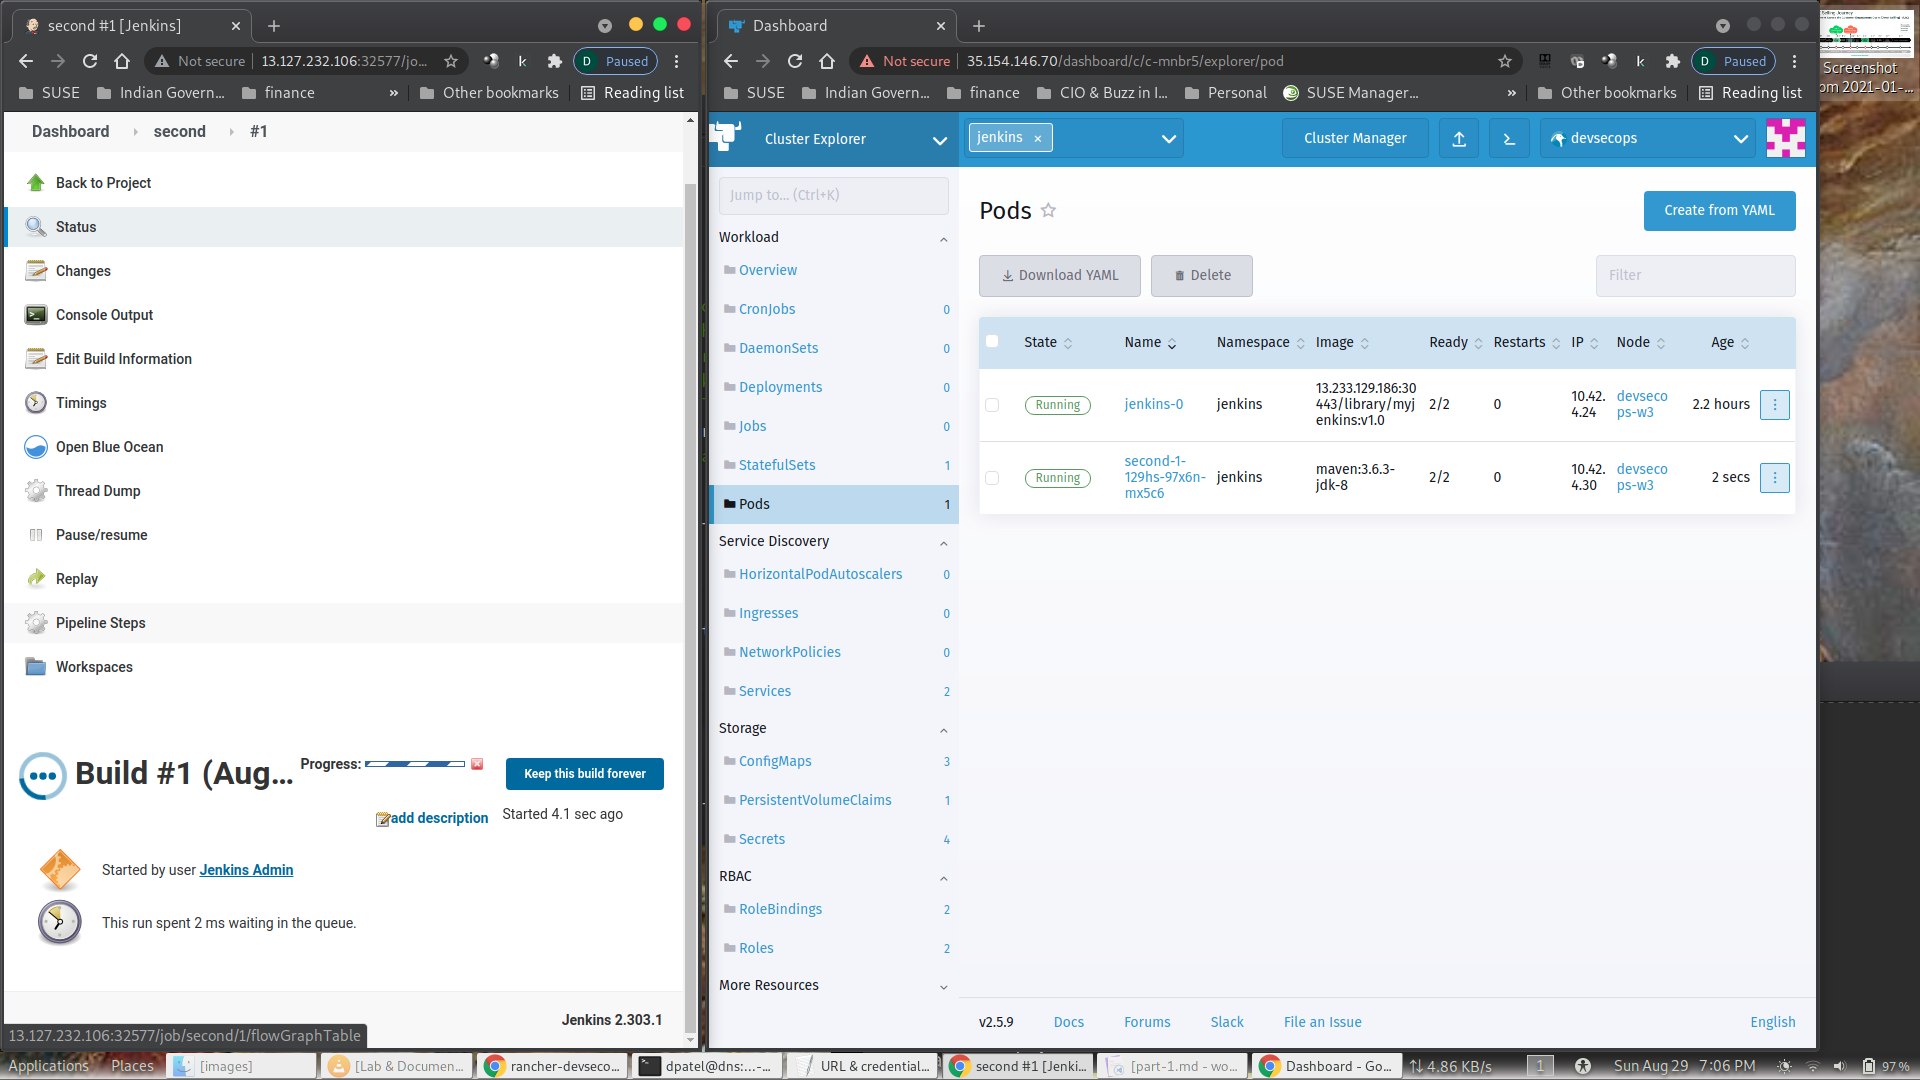 second #1 [Jenkins]
Not secure
13.127.232.106:32577/jo...
D Paused
SUSE
Indian Govern...
finance
»
Other bookmarks
Reading list
Dashboard
second
#1
Back to Project
Status
Changes
Console Output
Edit Build Information
Timings
Open Blue Ocean
Thread Dump
Pause/resume
Replay
Pipeline Steps
Workspaces
Build #1 (Aug...
Progress:
Keep this build forever
add description
Started 4.1 sec ago
Started by user Jenkins Admin
This run spent 2 ms waiting in the queue.
Jenkins 2.303.1
13.127.232.106:32577/job/second/1/flowGraphTable
Dashboard
Not secure
35.154.146.70/dashboard/c/c-mnbr5/explorer/pod
D Paused
SUSE
Indian Govern...
finance
CIO & Buzz in I...
Personal
SUSE Manager...
»
Other bookmarks
Reading list
Cluster Explorer
jenkins ×
Cluster Manager
devsecops
Jump to... (Ctrl+K)
Workload
Overview
CronJobs 0
DaemonSets 0
Deployments 0
Jobs 0
StatefulSets 1
Pods 1
Service Discovery
HorizontalPodAutoscalers 0
Ingresses 0
NetworkPolicies 0
Services 2
Storage
ConfigMaps 3
PersistentVolumeClaims 1
Secrets 4
RBAC
RoleBindings 2
Roles 2
More Resources
Pods
Create from YAML
Download YAML
Delete
Filter
State Name Namespace Image Ready Restarts IP Node Age
Running
jenkins-0
jenkins
13.233.129.186:30
443/library/myj
enkins:v1.0
2/2
0
10.42.
4.24
devseco
ps-w3
2.2 hours
Running
second-1-
129hs-97x6n-
mx5c6
jenkins
maven:3.6.3-
jdk-8
2/2
0
10.42.
4.30
devseco
ps-w3
2 secs
v2.5.9
Docs
Forums
Slack
File an Issue
English
Screenshot
om 2021-01-...
Applications
Places
[images]
[Lab & Documen...
rancher-devseco...
dpatel@dns:...-...
URL & credential...
second #1 [Jenki...
[part-1.md - wo...
Dashboard - Go...
4.86 KB/s
1
Sun Aug 29 7:06 PM
97 %